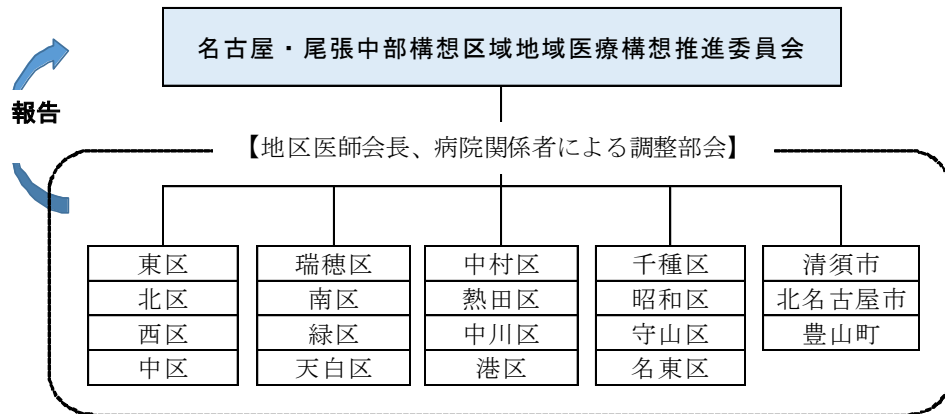 名古屋・尾張中部構想区域地域医療構想推進委員会
報告
【地区医師会長、病院関係者による調整部会】
東区
北区
西区
中区
瑞穂区
南区
緑区
天白区
中村区
熱田区
中川区
港区
千種区
昭和区
守山区
名東区
清須市
北名古屋市
豊山町